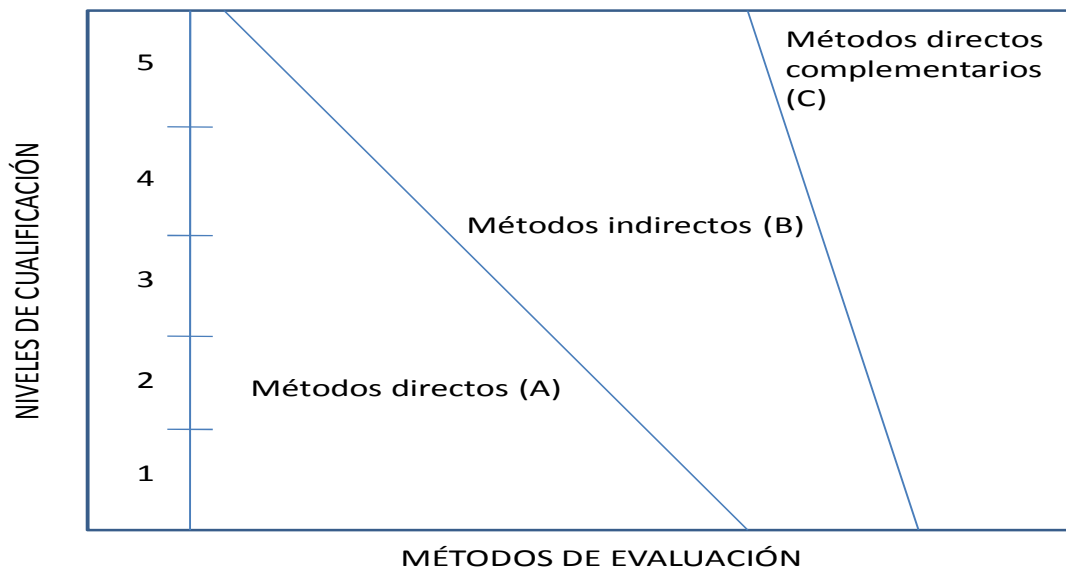 NIVELES DE CUALIFICACIÓN
5
4
3
2
1
Métodos directos
complementarios
(C)
Métodos indirectos (B)
Métodos directos (A)
MÉTODOS DE EVALUACIÓN